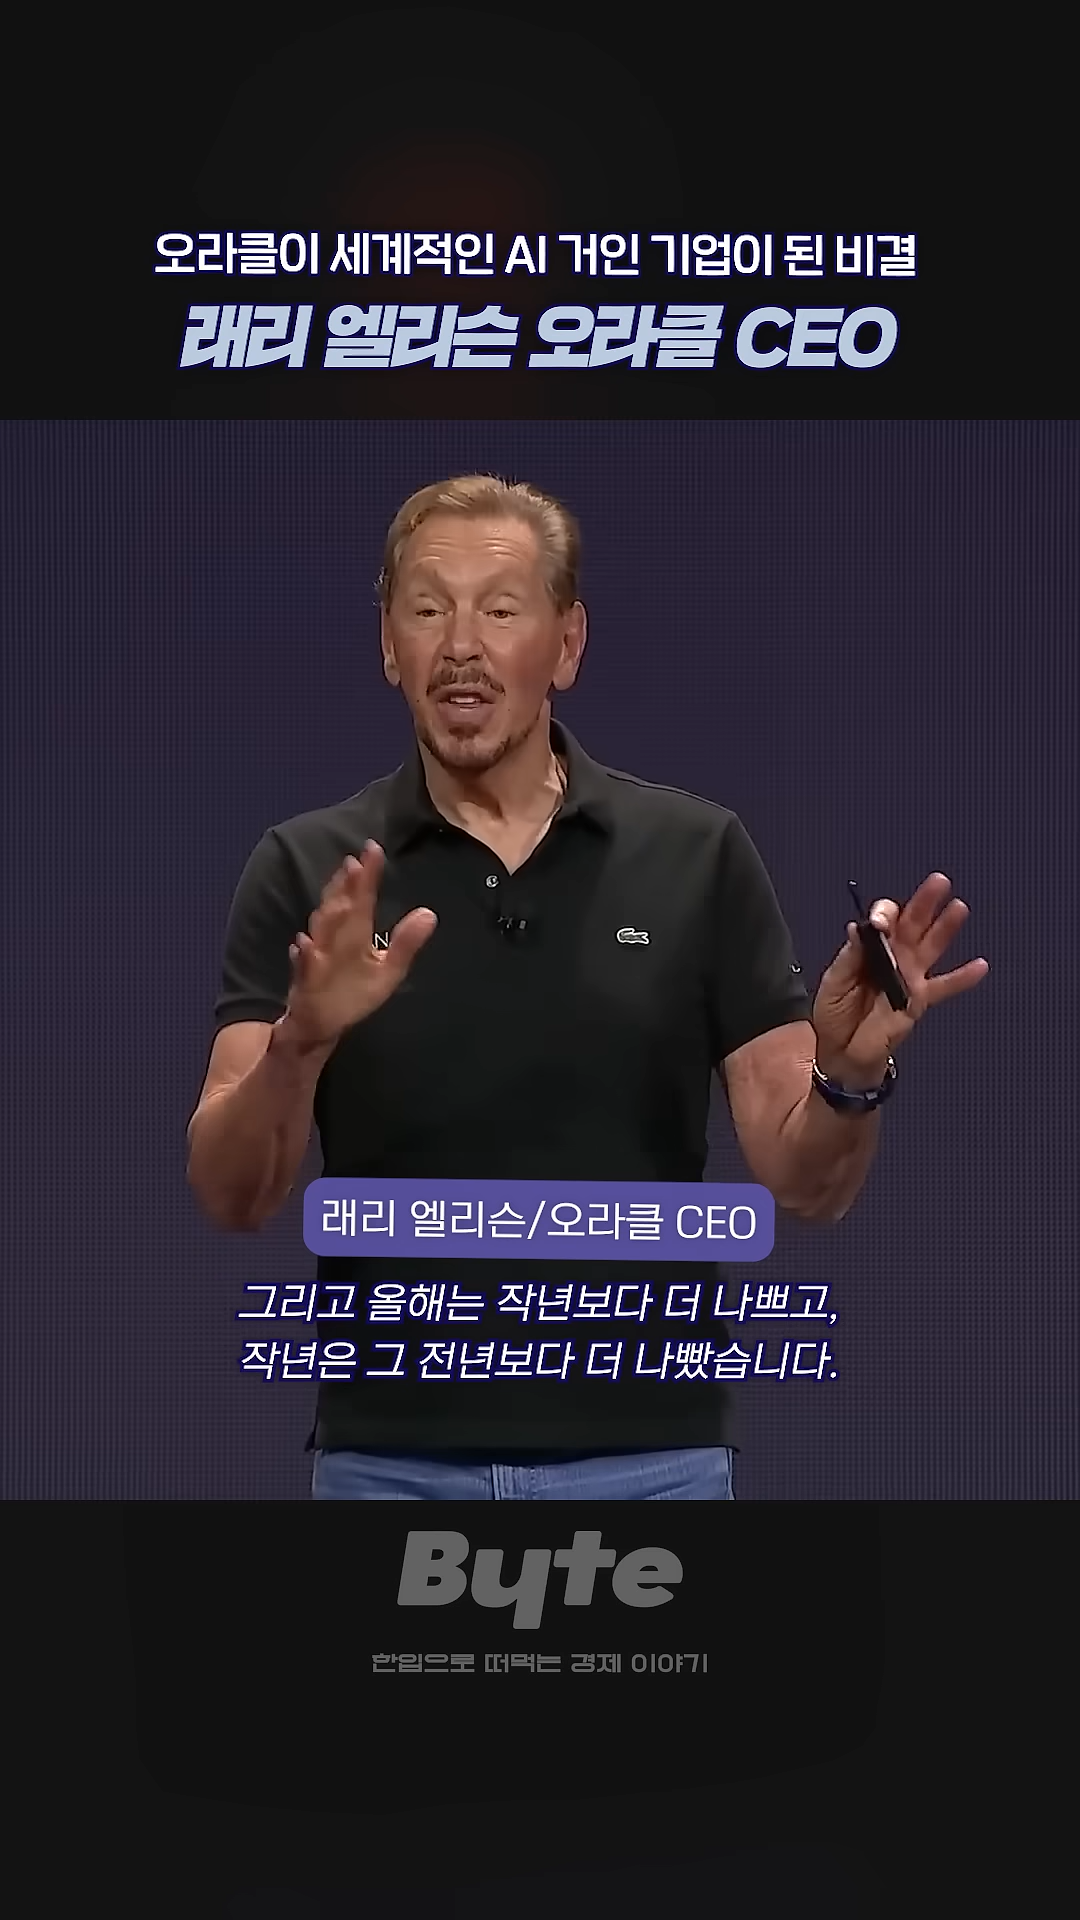 오라클이 세계적인 AI 거인 기업이 된 비결
래리 엘리슨 오라클 CEO
래리 엘리슨/오라클 CEO
그리고 올해는 작년보다 더 나쁘고,
작년은 그 전년보다 더 나빴습니다.
Byte
한입으로 떠먹는 경제 이야기